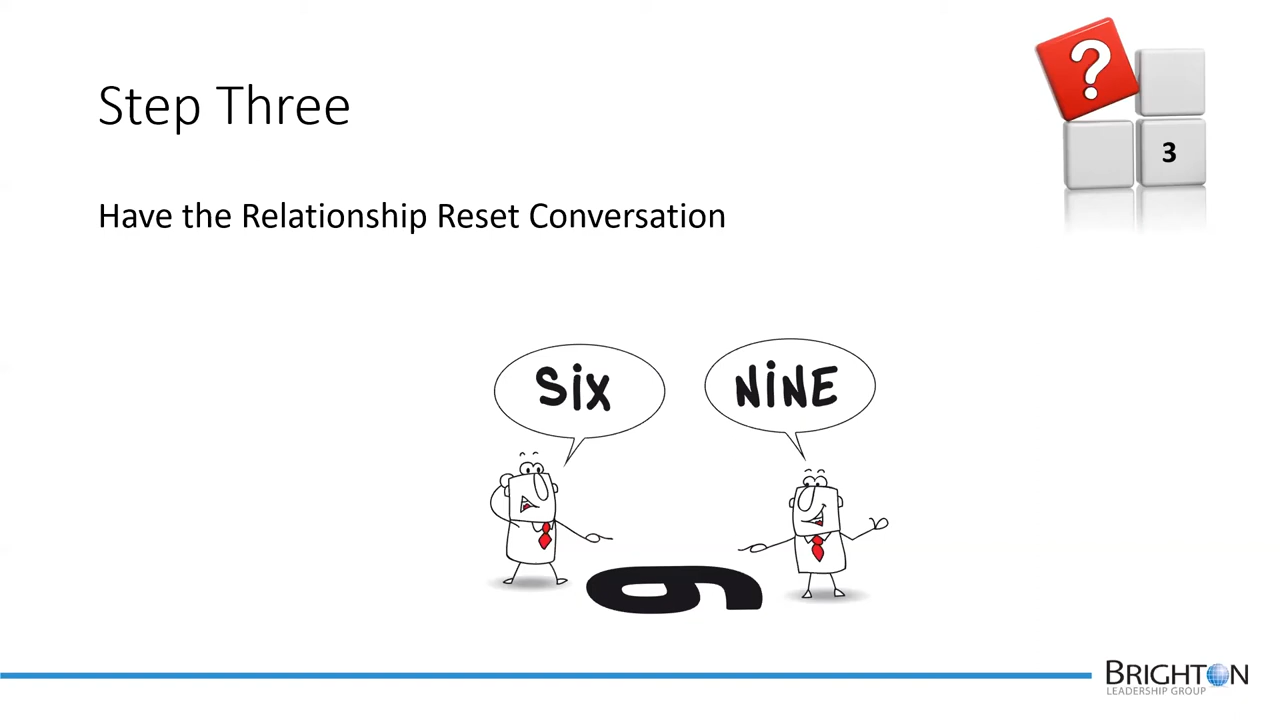 Step Three
?
3
Have the Relationship Reset Conversation
SiX
NiNE
6
BRIGHTON
LEADERSHIP GROUP